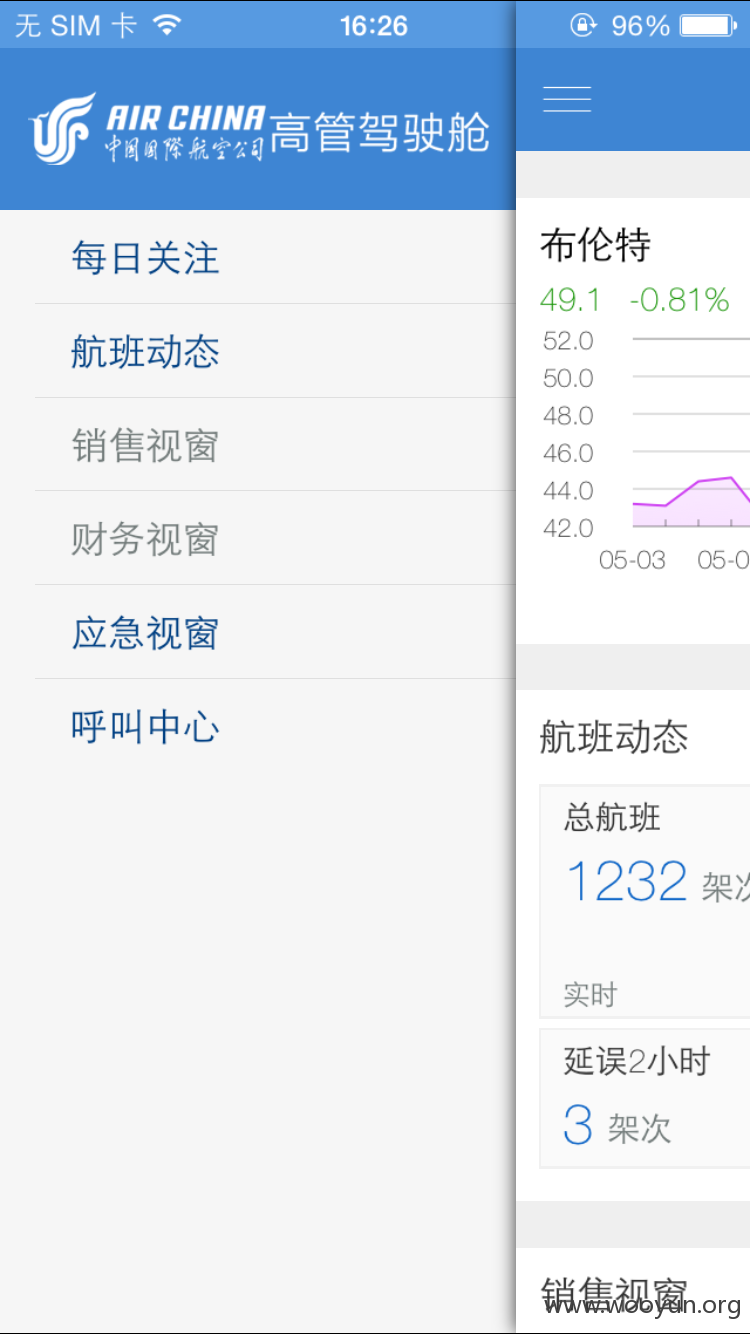 无 SIM 卡 16:26 96%
AIR CHINA
中国国際航空公司
高管驾驶舱
每日关注
航班动态
销售视窗
财务视窗
应急视窗
呼叫中心
布伦特
49.1 -0.81%
52.0
50.0
48.0
46.0
44.0
42.0
05-03 05-0
航班动态
总航班
1232 架次
实时
延误2小时
3 架次
销售视窗
www.wooyun.org